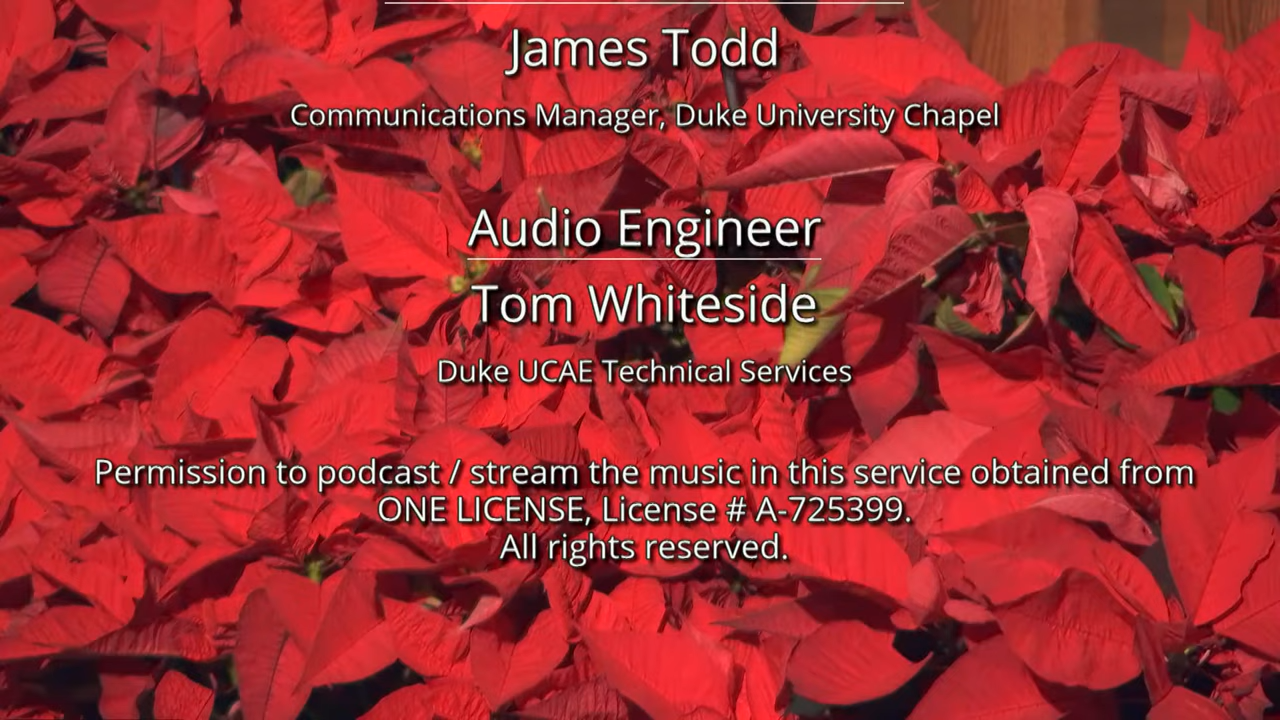 James Todd
Communications Manager, Duke University Chapel
Audio Engineer
Tom Whiteside
Duke UCAE Technical Services
Permission to podcast / stream the music in this service obtained from
ONE LICENSE, License # A-725399.
All rights reserved.